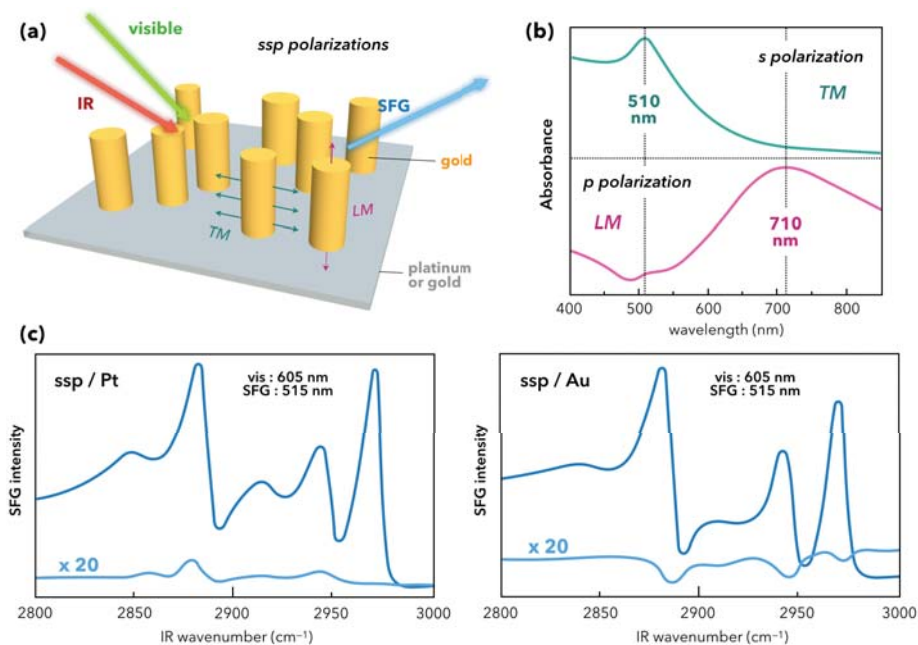 (a)
visible
ssp polarizations
IR
SFG
gold
LM
TM
platinum
or gold
(b)
s polarization
TM
510
nm
Absorbance
p polarization
LM
710
nm
400 500 600 700 800
wavelength (nm)
(c)
ssp / Pt
vis : 605 nm
SFG : 515 nm
SFG intensity
x 20
2800 2850 2900 2950 3000
IR wavenumber (cm⁻¹)
ssp / Au
vis : 605 nm
SFG : 515 nm
SFG intensity
x 20
2800 2850 2900 2950 3000
IR wavenumber (cm⁻¹)